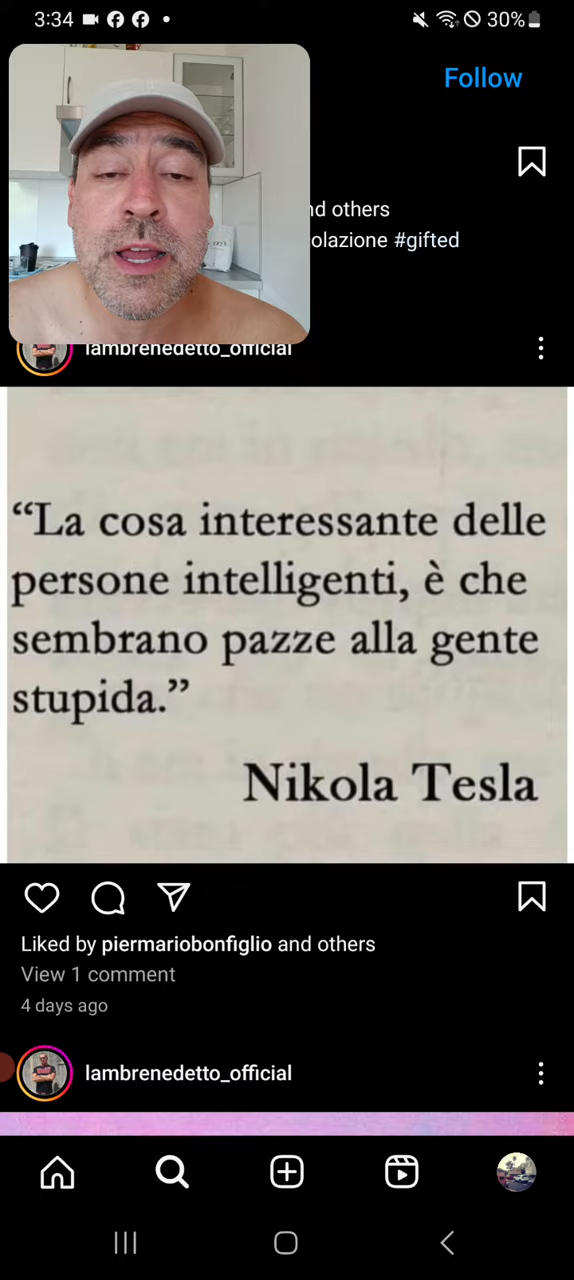 3:34
30%
Follow
nd others
olazione #gifted
lambrenedetto_official
“La cosa interessante delle
persone intelligenti, è che
sembrano pazze alla gente
stupida.”
Nikola Tesla
Liked by piermariobonfiglio and others
View 1 comment
4 days ago
lambrenedetto_official